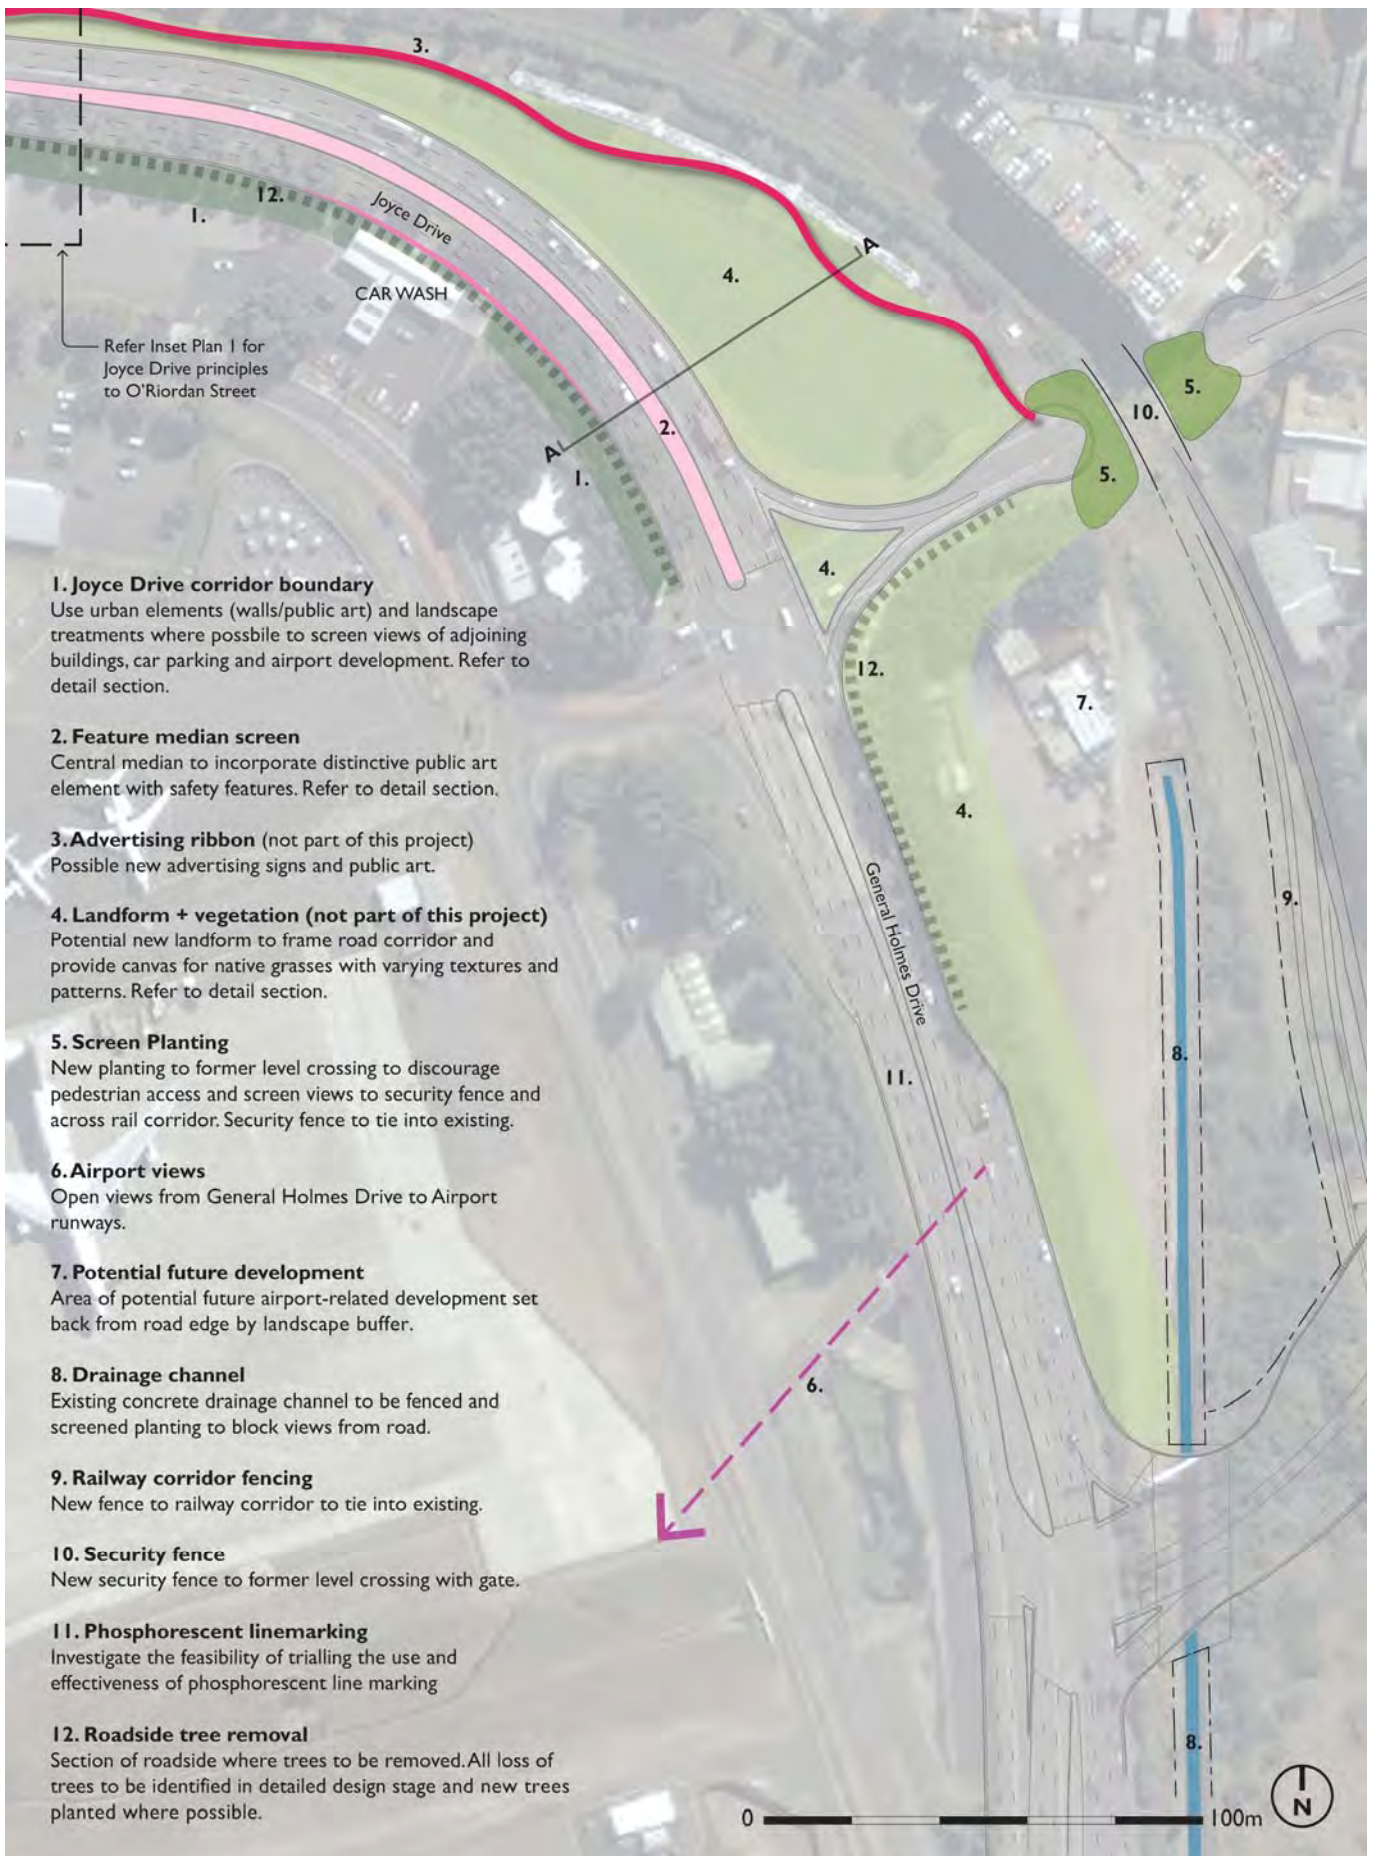 3.
12.
1.
Joyce Drive
4.
A
CAR WASH
Refer Inset Plan 1 for
Joyce Drive principles
to O'Riordan Street
5.
10.
2.
A
1.
5.
4.
1. Joyce Drive corridor boundary
Use urban elements (walls/public art) and landscape
treatments where possbile to screen views of adjoining
buildings, car parking and airport development. Refer to
detail section.
2. Feature median screen
Central median to incorporate distinctive public art
element with safety features. Refer to detail section.
3. Advertising ribbon (not part of this project)
Possible new advertising signs and public art.
4. Landform + vegetation (not part of this project)
Potential new landform to frame road corridor and
provide canvas for native grasses with varying textures and
patterns. Refer to detail section.
5. Screen Planting
New planting to former level crossing to discourage
pedestrian access and screen views to security fence and
across rail corridor. Security fence to tie into existing.
6. Airport views
Open views from General Holmes Drive to Airport
runways.
7. Potential future development
Area of potential future airport-related development set
back from road edge by landscape buffer.
8. Drainage channel
Existing concrete drainage channel to be fenced and
screened planting to block views from road.
9. Railway corridor fencing
New fence to railway corridor to tie into existing.
10. Security fence
New security fence to former level crossing with gate.
11. Phosphorescent linemarking
Investigate the feasibility of trialling the use and
effectiveness of phosphorescent line marking
12. Roadside tree removal
Section of roadside where trees to be removed. All loss of
trees to be identified in detailed design stage and new trees
planted where possible.
12.
7.
4.
General Holmes Drive
9.
8.
11.
6.
8.
0
100m
N